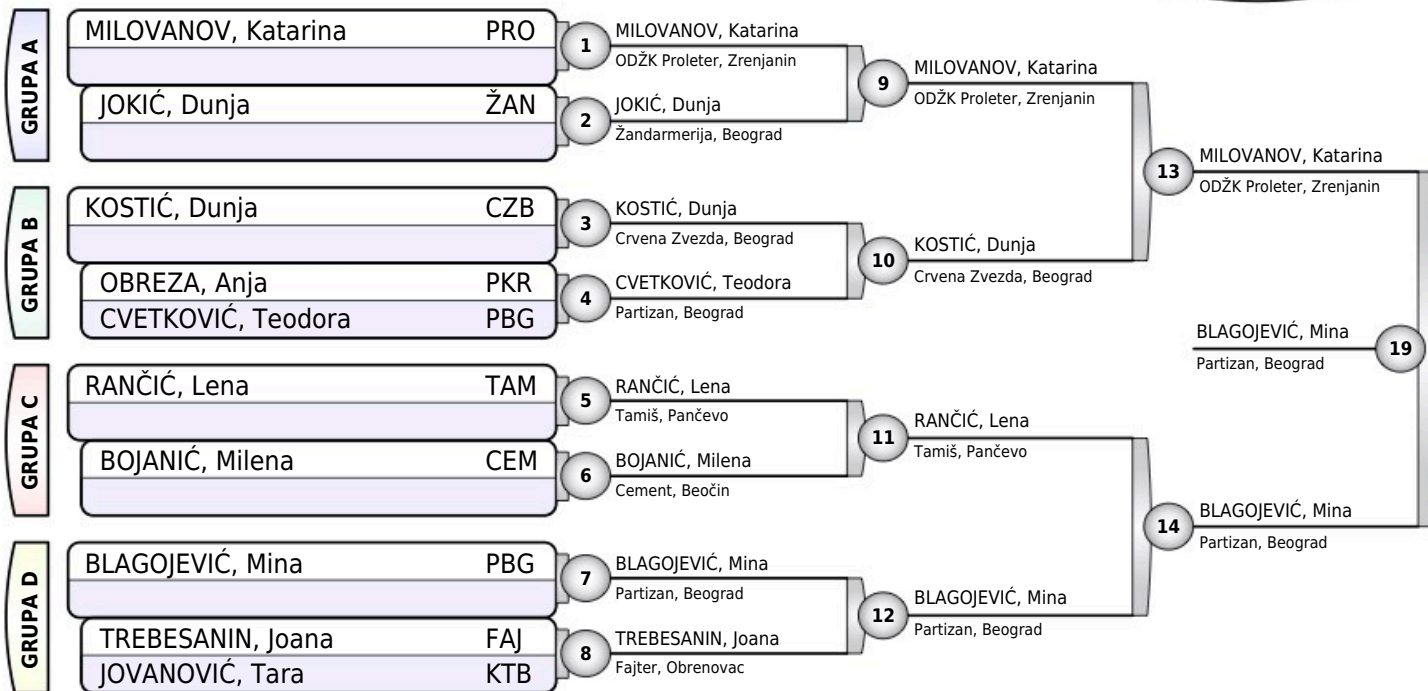 GRUPA A
MILOVANOV, Katarina PRO
JOKIĆ, Dunja ŽAN
GRUPA B
KOSTIĆ, Dunja CZB
OBREZA, Anja PKR
CVETKOVIĆ, Teodora PBG
GRUPA C
RANČIĆ, Lena TAM
BOJANIĆ, Milena CEM
GRUPA D
BLAGOJEVIĆ, Mina PBG
TREBESANIN, Joana FAJ
JOVANOVIĆ, Tara KTB
1
MILOVANOV, Katarina
ODŽK Proleter, Zrenjanin
2
JOKIĆ, Dunja
Žandarmerija, Beograd
3
KOSTIĆ, Dunja
Crvena Zvezda, Beograd
4
CVETKOVIĆ, Teodora
Partizan, Beograd
5
RANČIĆ, Lena
Tamiš, Pančevo
6
BOJANIĆ, Milena
Cement, Beočin
7
BLAGOJEVIĆ, Mina
Partizan, Beograd
8
TREBESANIN, Joana
Fajter, Obrenovac
9
MILOVANOV, Katarina
ODŽK Proleter, Zrenjanin
10
KOSTIĆ, Dunja
Crvena Zvezda, Beograd
11
RANČIĆ, Lena
Tamiš, Pančevo
12
BLAGOJEVIĆ, Mina
Partizan, Beograd
13
MILOVANOV, Katarina
ODŽK Proleter, Zrenjanin
14
BLAGOJEVIĆ, Mina
Partizan, Beograd
BLAGOJEVIĆ, Mina
Partizan, Beograd
19